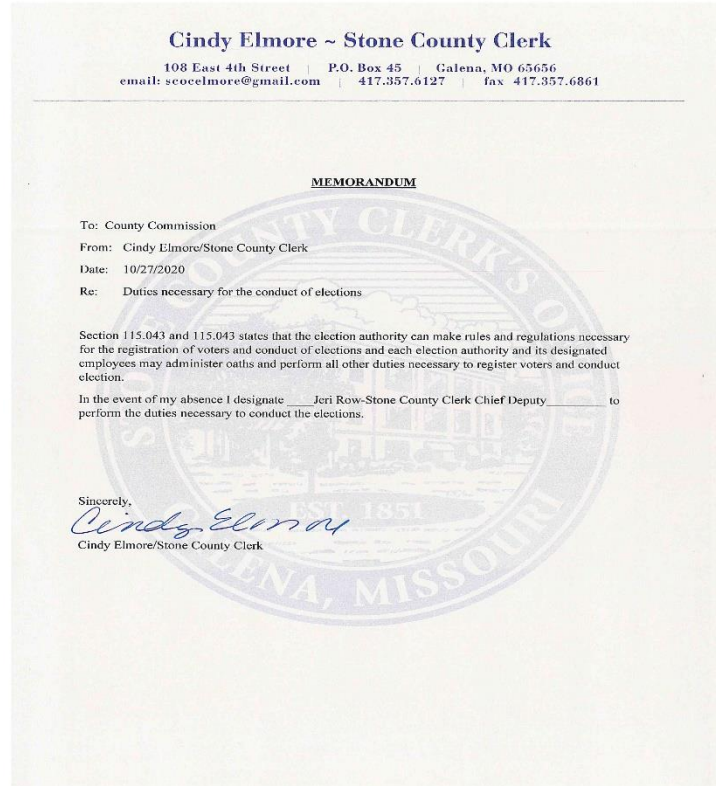 Cindy Elmore ~ Stone County Clerk
108 East 4th Street | P.O. Box 45 | Galena, MO 65656
email: scocelmore@gmail.com | 417.357.6127 | fax 417.357.6861
MEMORANDUM
To: County Commission
From: Cindy Elmore/Stone County Clerk
Date: 10/27/2020
Re: Duties necessary for the conduct of elections
Section 115.043 and 115.043 states that the election authority can make rules and regulations necessary
for the registration of voters and conduct of elections and each election authority and its designated
employees may administer oaths and perform all other duties necessary to register voters and conduct
election.
In the event of my absence I designate ____Jeri Row-Stone County Clerk Chief Deputy_________ to
perform the duties necessary to conduct the elections.
Sincerely,
Cindy Elmore
Cindy Elmore/Stone County Clerk
STONE COUNTY CLERK'S OFFICE
EST. 1851
GALENA, MISSOURI